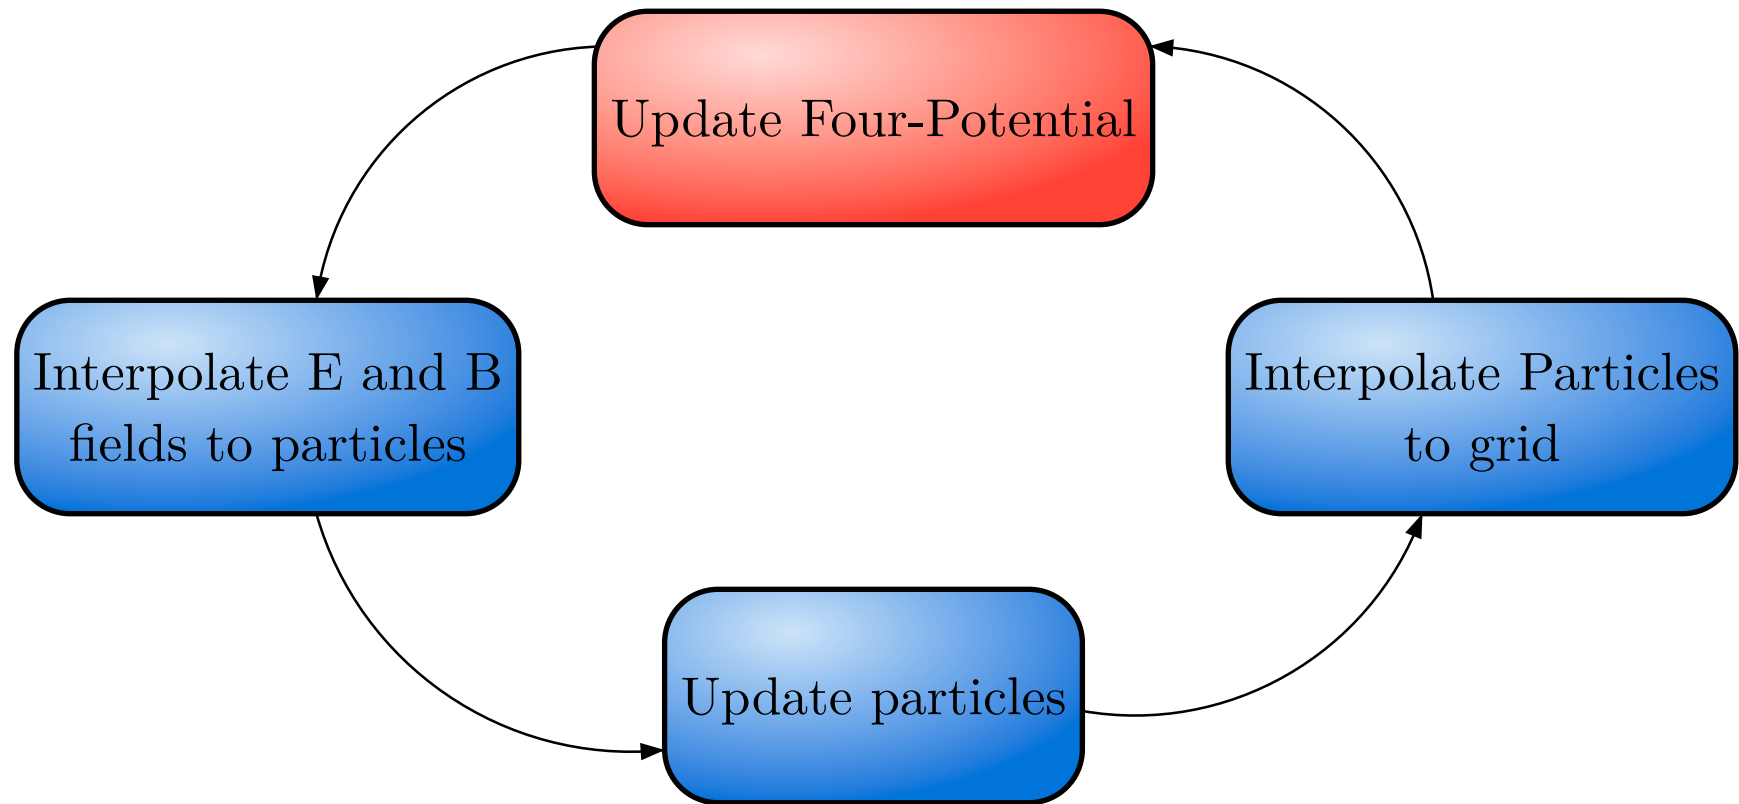 Update Four-Potential
Interpolate E and B
fields to particles
Interpolate Particles
to grid
Update particles